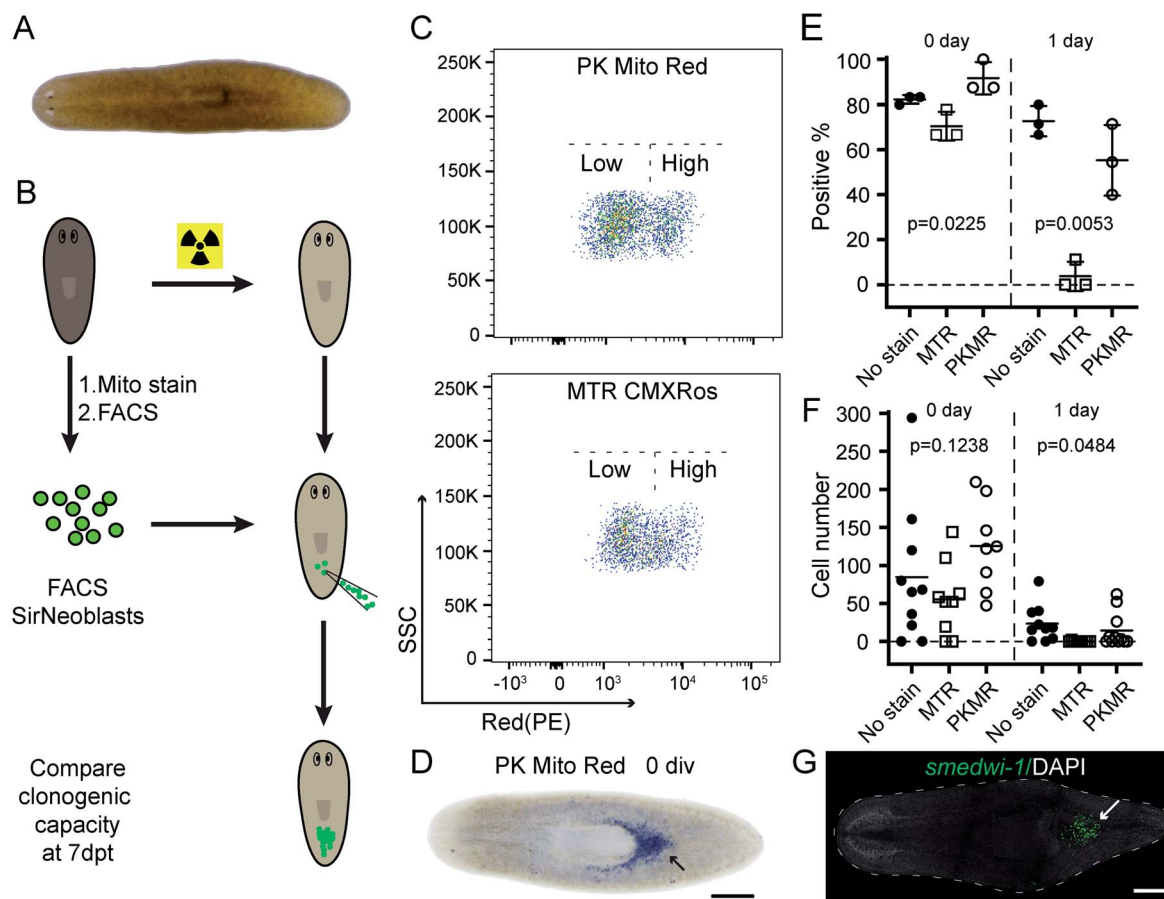 A
B
1.Mito stain
2.FACS
FACS
SirNeoblasts
Compare
clonogenic
capacity
at 7dpt
C
PK Mito Red
250K
200K
150K
100K
50K
0
Low
High
MTR CMXRos
250K
200K
150K
100K
50K
0
Low
High
SSC
-10³
0
10³
10⁴
10⁵
Red(PE)
D
PK Mito Red 0 div
E
0 day
1 day
Positive %
100
80
60
40
20
0
p=0.0225
p=0.0053
No stain
MTR
PKMR
No stain
MTR
PKMR
F
0 day
1 day
p=0.1238
p=0.0484
Cell number
300
250
200
150
100
50
0
No stain
MTR
PKMR
No stain
MTR
PKMR
G
smedwi-1/DAPI